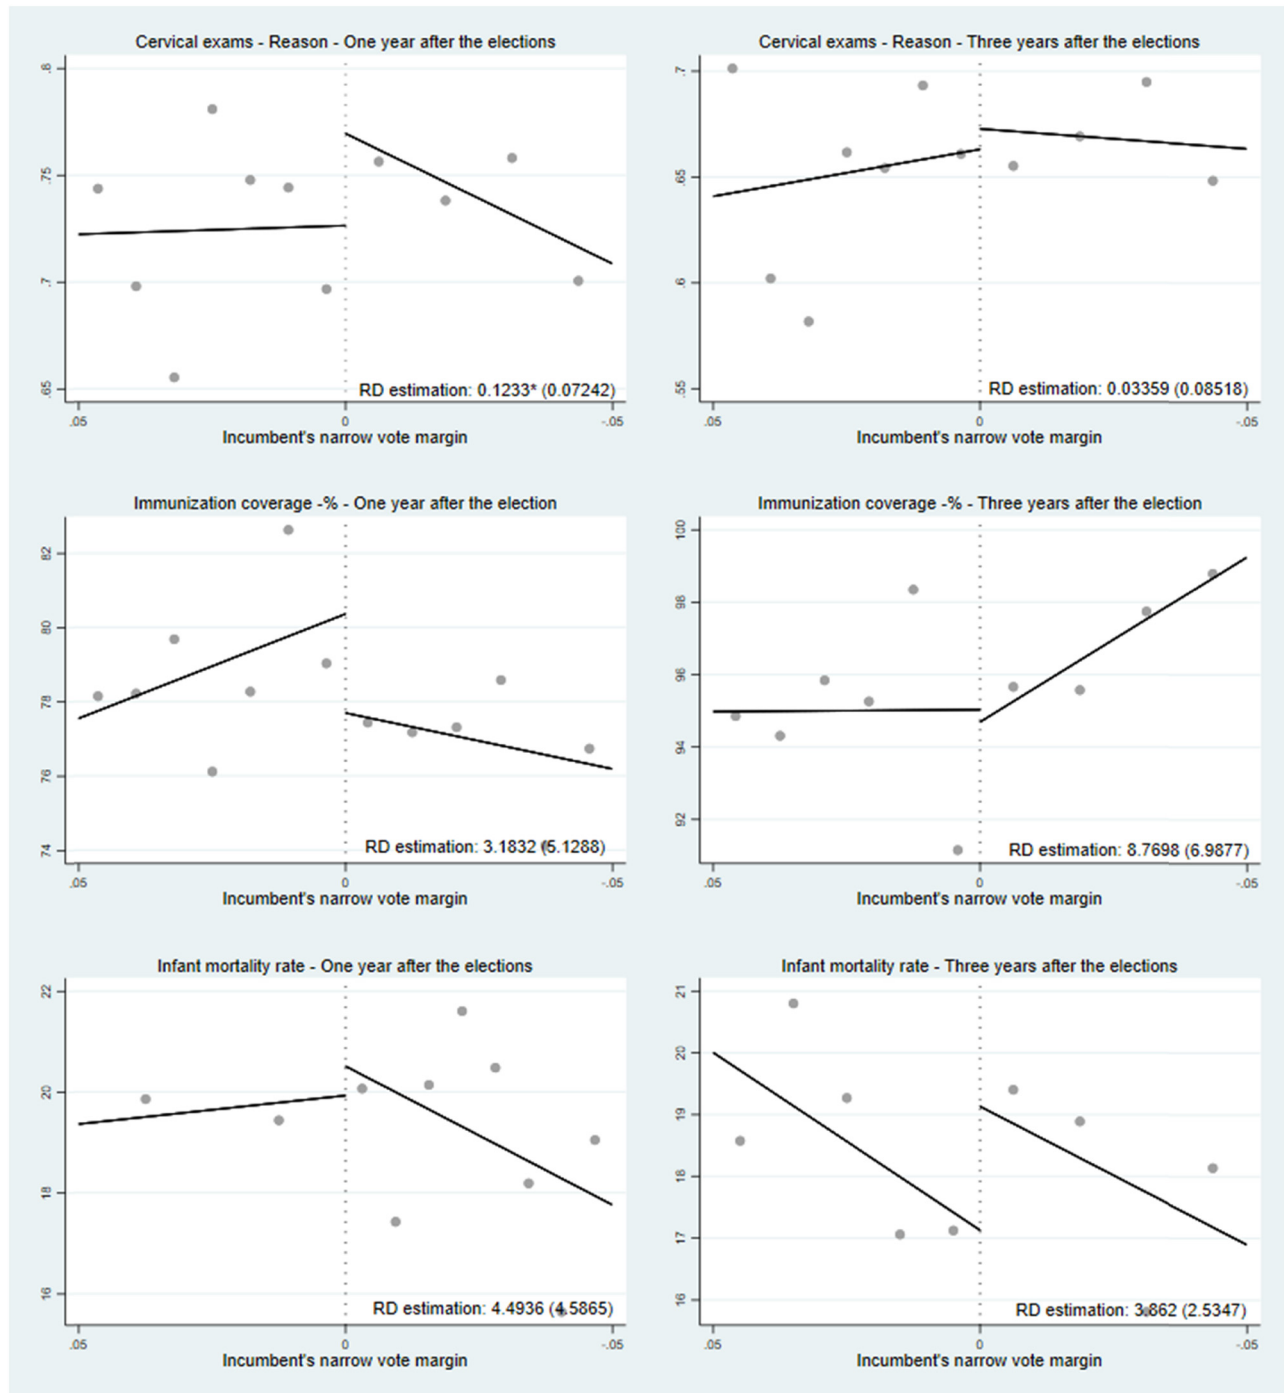 Cervical exams - Reason - One year after the elections
.8
.75
.7
.65
RD estimation: 0.1233* (0.07242)
.05 0 -.05
Incumbent's narrow vote margin
Cervical exams - Reason - Three years after the elections
.7
.65
.6
.55
RD estimation: 0.03359 (0.08518)
.05 0 -.05
Incumbent's narrow vote margin
Immunization coverage -% - One year after the election
82
80
78
76
74
RD estimation: 3.1832 (5.1288)
.05 0 -.05
Incumbent's narrow vote margin
Immunization coverage -% - Three years after the election
100
98
96
94
92
RD estimation: 8.7698 (6.9877)
.05 0 -.05
Incumbent's narrow vote margin
Infant mortality rate - One year after the elections
22
20
18
16
RD estimation: 4.4936 (4.5865)
.05 0 -.05
Incumbent's narrow vote margin
Infant mortality rate - Three years after the elections
21
20
19
18
17
16
RD estimation: 3.862 (2.5347)
.05 0 -.05
Incumbent's narrow vote margin